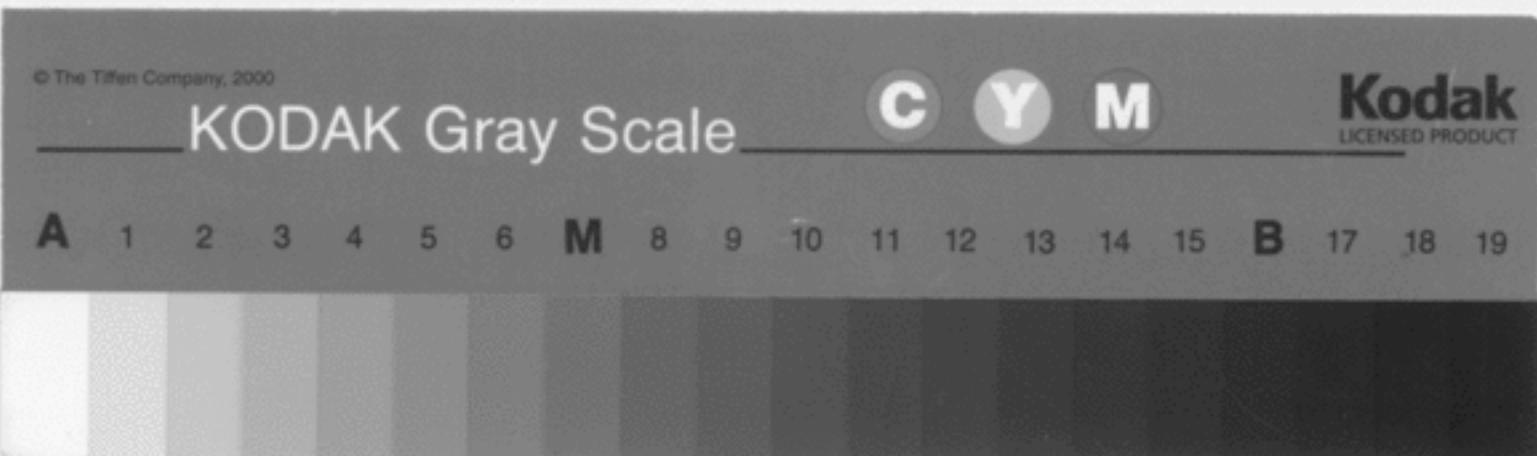 © The Tiffen Company, 2000
KODAK Gray Scale
C Y M
Kodak
LICENSED PRODUCT
A 1 2 3 4 5 6 M 8 9 10 11 12 13 14 15 B 17 18 19